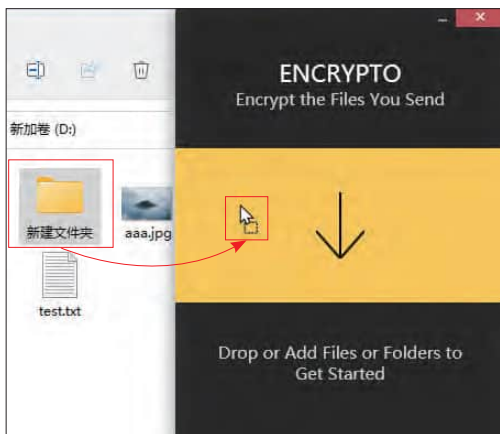 ENCRYPTO
Encrypt the Files You Send
新加卷 (D:)
新建文件夹
aaa.jpg
test.txt
Drop or Add Files or Folders to
Get Started